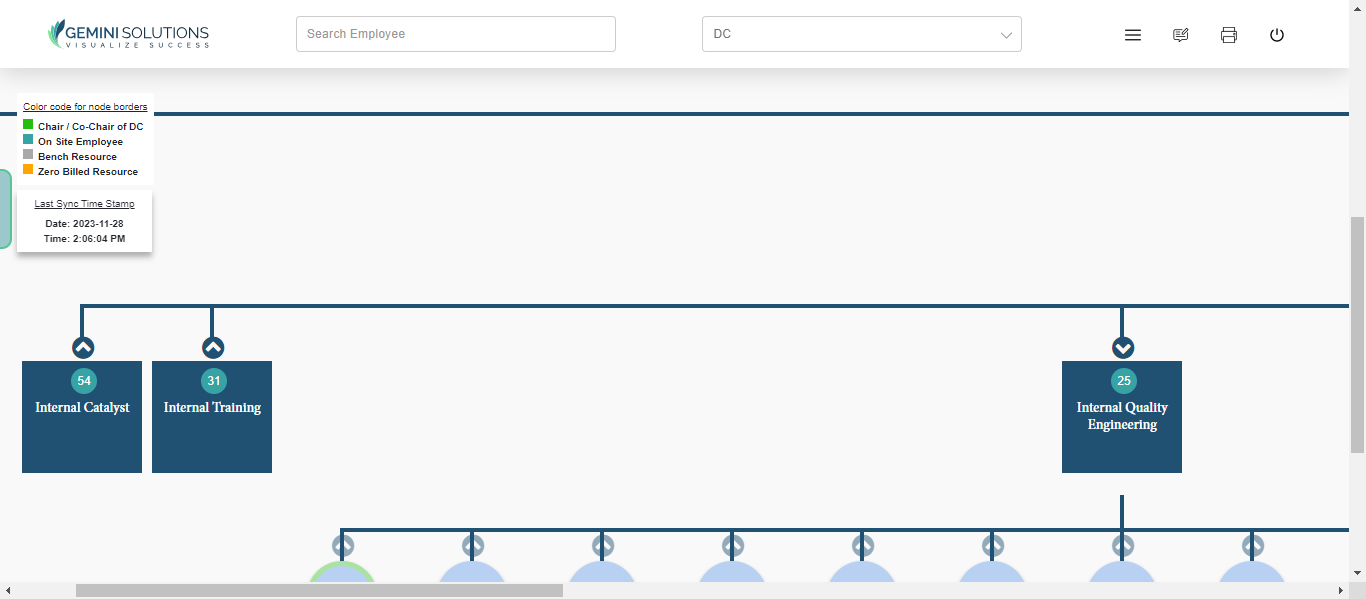 GEMINI SOLUTIONS
VISUALIZE SUCCESS
Search Employee
DC
Color code for node borders
Chair / Co-Chair of DC
On Site Employee
Bench Resource
Zero Billed Resource
Last Sync Time Stamp
Date: 2023-11-28
Time: 2:06:04 PM
54
Internal Catalyst
31
Internal Training
25
Internal Quality
Engineering